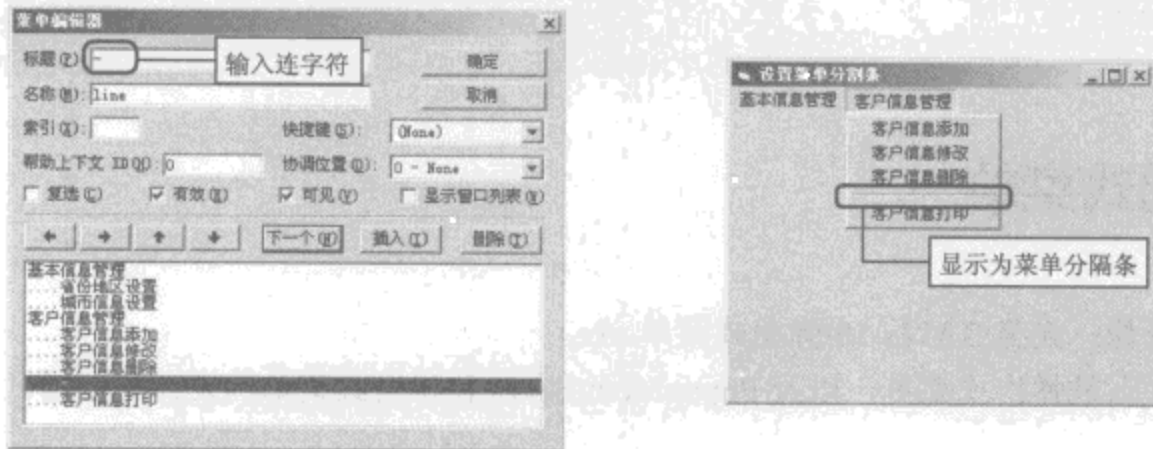 菜单编辑器
标题(P): -
输入连字符
确定
名称(M): line
取消
索引(X):
快捷键(S): (None)
帮助上下文 ID(H): 0
协调位置(O): 0 - None
复选(C) 有效(E) 可见(V) 显示窗口列表(W)
下一个(N) 插入(I) 删除(T)
基本信息管理
....省份地区设置
....城市信息设置
客户信息管理
....客户信息添加
....客户信息修改
....客户信息删除
....-
....客户信息打印
设置菜单分割条
基本信息管理 客户信息管理
客户信息添加
客户信息修改
客户信息删除
客户信息打印
显示为菜单分隔条